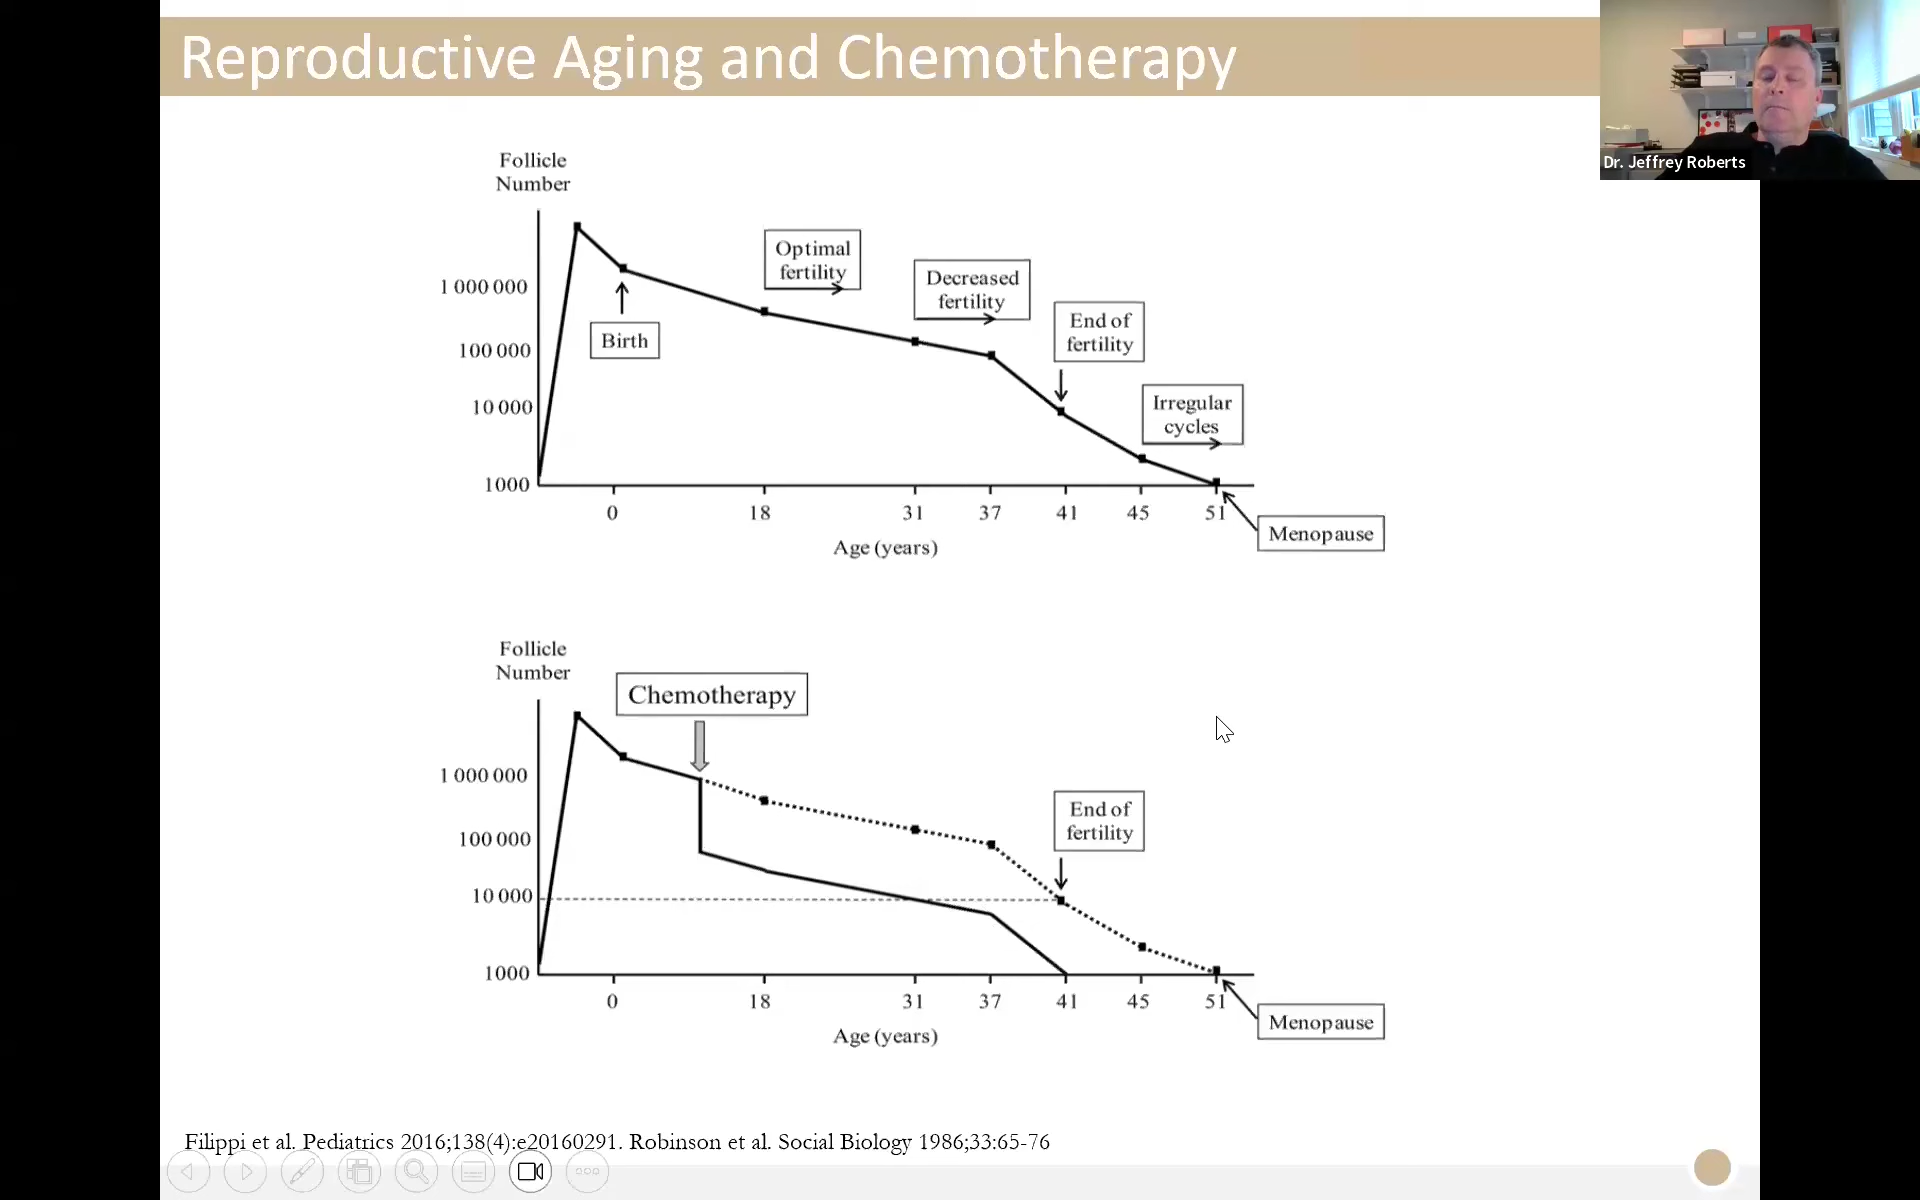 Reproductive Aging and Chemotherapy
Dr. Jeffrey Roberts
Follicle
Number
Optimal
fertility
Decreased
fertility
1 000 000
End of
fertility
Birth
100 000
Irregular
cycles
10 000
1000
0 18 31 37 41 45 51
Menopause
Age (years)
Follicle
Number
Chemotherapy
1 000 000
End of
fertility
100 000
10 000
1000
0 18 31 37 41 45 51
Menopause
Age (years)
Filippi et al. Pediatrics 2016;138(4):e20160291. Robinson et al. Social Biology 1986;33:65-76